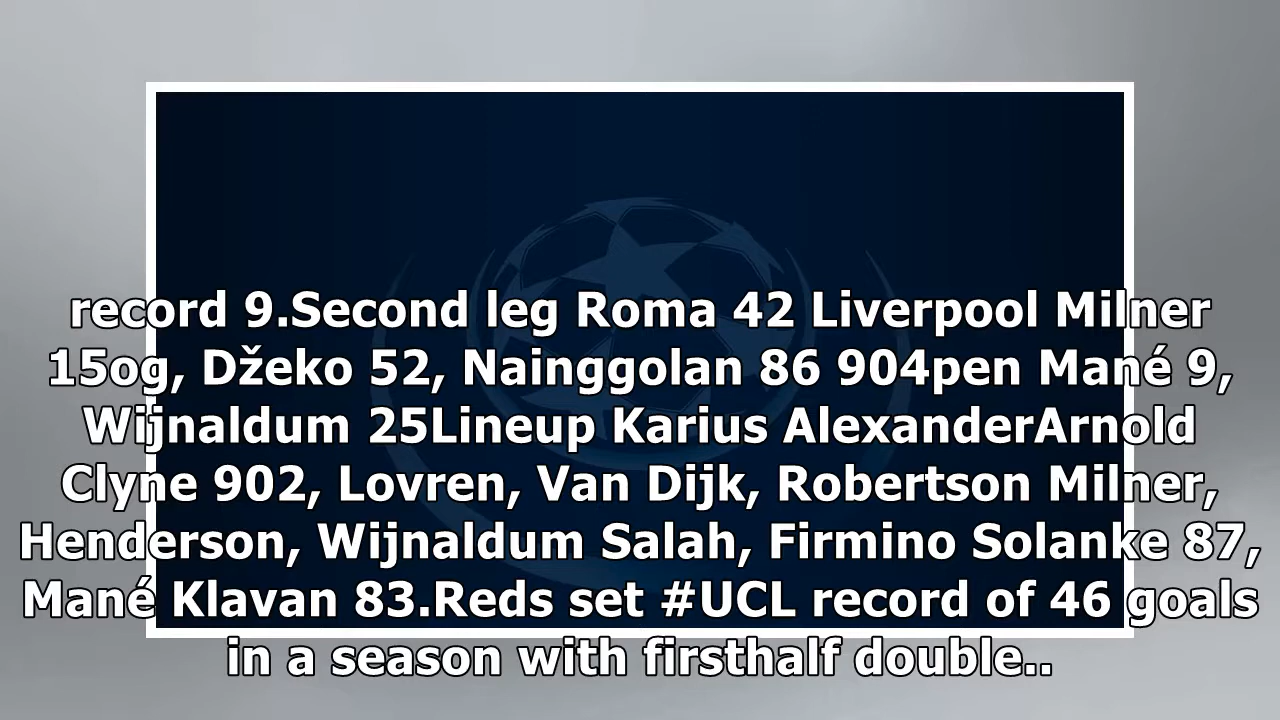 record 9.Second leg Roma 42 Liverpool Milner
15og, Džeko 52, Nainggolan 86 904pen Mané 9,
Wijnaldum 25Lineup Karius AlexanderArnold
Clyne 902, Lovren, Van Dijk, Robertson Milner,
Henderson, Wijnaldum Salah, Firmino Solanke 87,
Mané Klavan 83.Reds set #UCL record of 46 goals
in a season with firsthalf double..